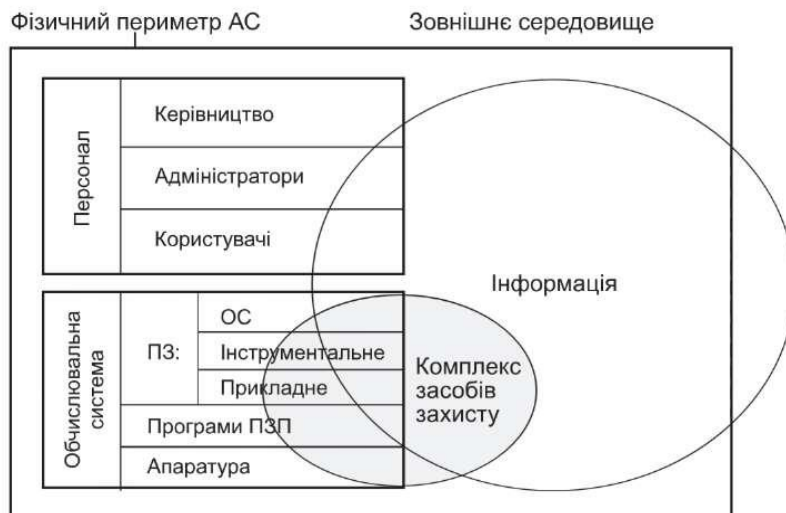 Фізичний периметр АС
Зовнішнє середовище
Персонал
Керівництво
Адміністратори
Користувачі
Інформація
Обчислювальна
система
ПЗ:
ОС
Інструментальне
Прикладне
Програми ПЗП
Апаратура
Комплекс
засобів
захисту